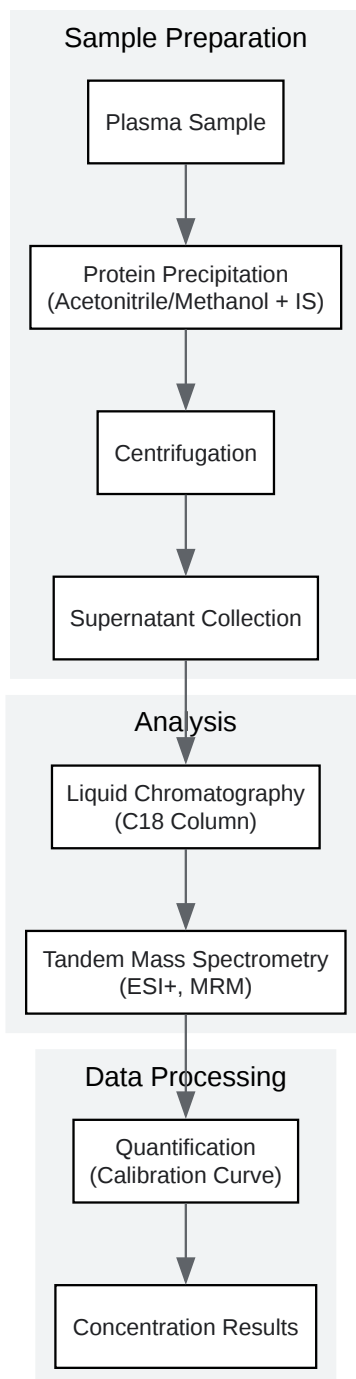 Sample Preparation
Plasma Sample
Protein Precipitation
(Acetonitrile/Methanol + IS)
Centrifugation
Supernatant Collection
Analysis
Liquid Chromatography
(C18 Column)
Tandem Mass Spectrometry
(ESI+, MRM)
Data Processing
Quantification
(Calibration Curve)
Concentration Results